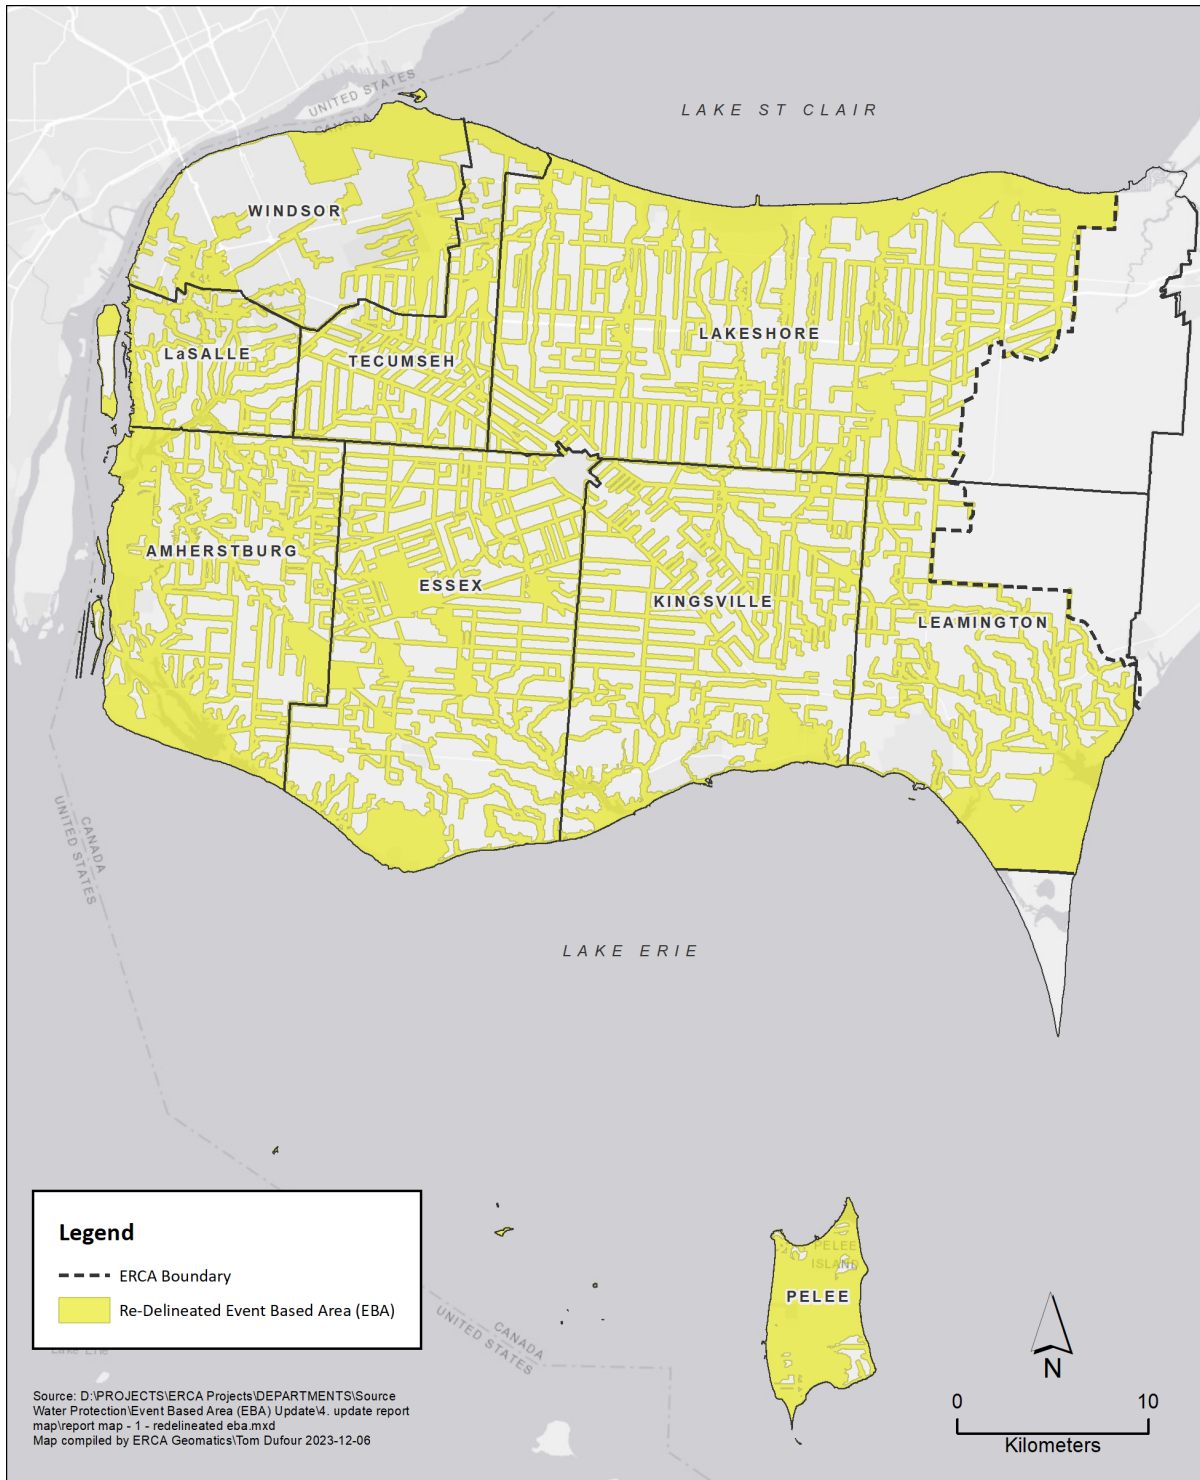 UNITED STATES
CANADA
LAKE ST CLAIR
WINDSOR
LAKESHORE
LaSALLE
TECUMSEH
AMHERSTBURG
ESSEX
KINGSVILLE
LEAMINGTON
CANADA
UNITED STATES
LAKE ERIE
PELEE
ISLAND
PELEE
CANADA
UNITED STATES
Legend
ERCA Boundary
Re-Delineated Event Based Area (EBA)
Lake Erie
N
0 10
Kilometers
Source: D:\PROJECTS\ERCA Projects\DEPARTMENTS\Source
Water Protection\Event Based Area (EBA) Update\4. update report
map\report map - 1 - redelineated eba.mxd
Map compiled by ERCA Geomatics\Tom Dufour 2023-12-06